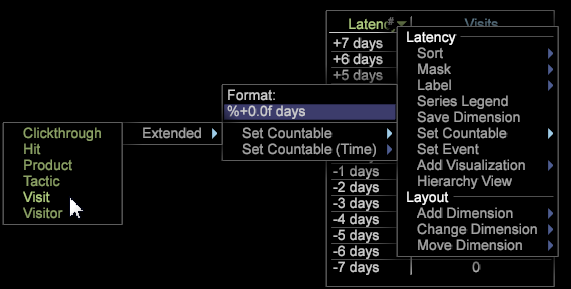 Latenc # Visits
+7 days
+6 days
+5 days
-1 days
-2 days
-3 days
-4 days
-5 days
-6 days
-7 days 0
Latency
Sort
Mask
Label
Series Legend
Save Dimension
Set Countable
Set Event
Add Visualization
Hierarchy View
Layout
Add Dimension
Change Dimension
Move Dimension
Format:
%+0.0f days
Set Countable
Set Countable (Time)
Extended
Clickthrough
Hit
Product
Tactic
Visit
Visitor